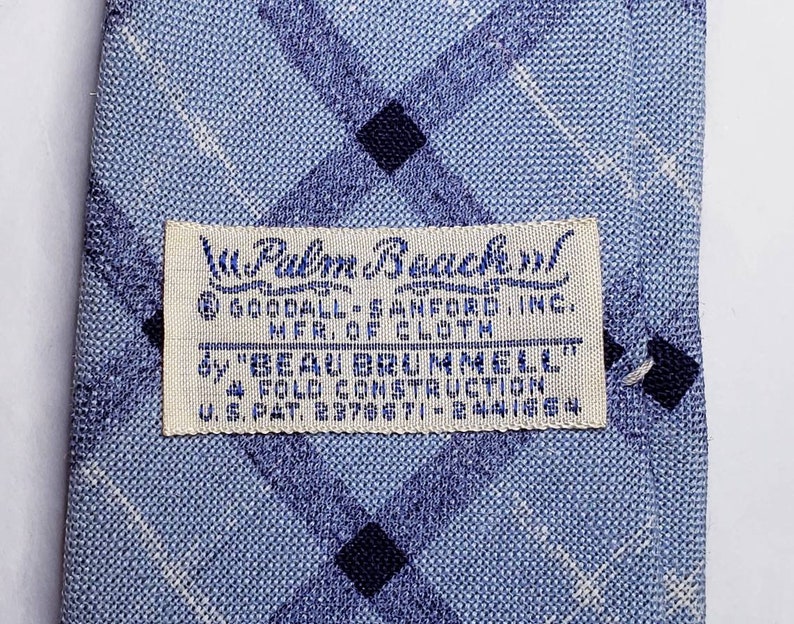 Palm Beach
® GOODALL-SANFORD, INC.
MFR. OF CLOTH
by "BEAU BRUMMELL"
4 FOLD CONSTRUCTION
U.S. PAT. 2379671-2441654